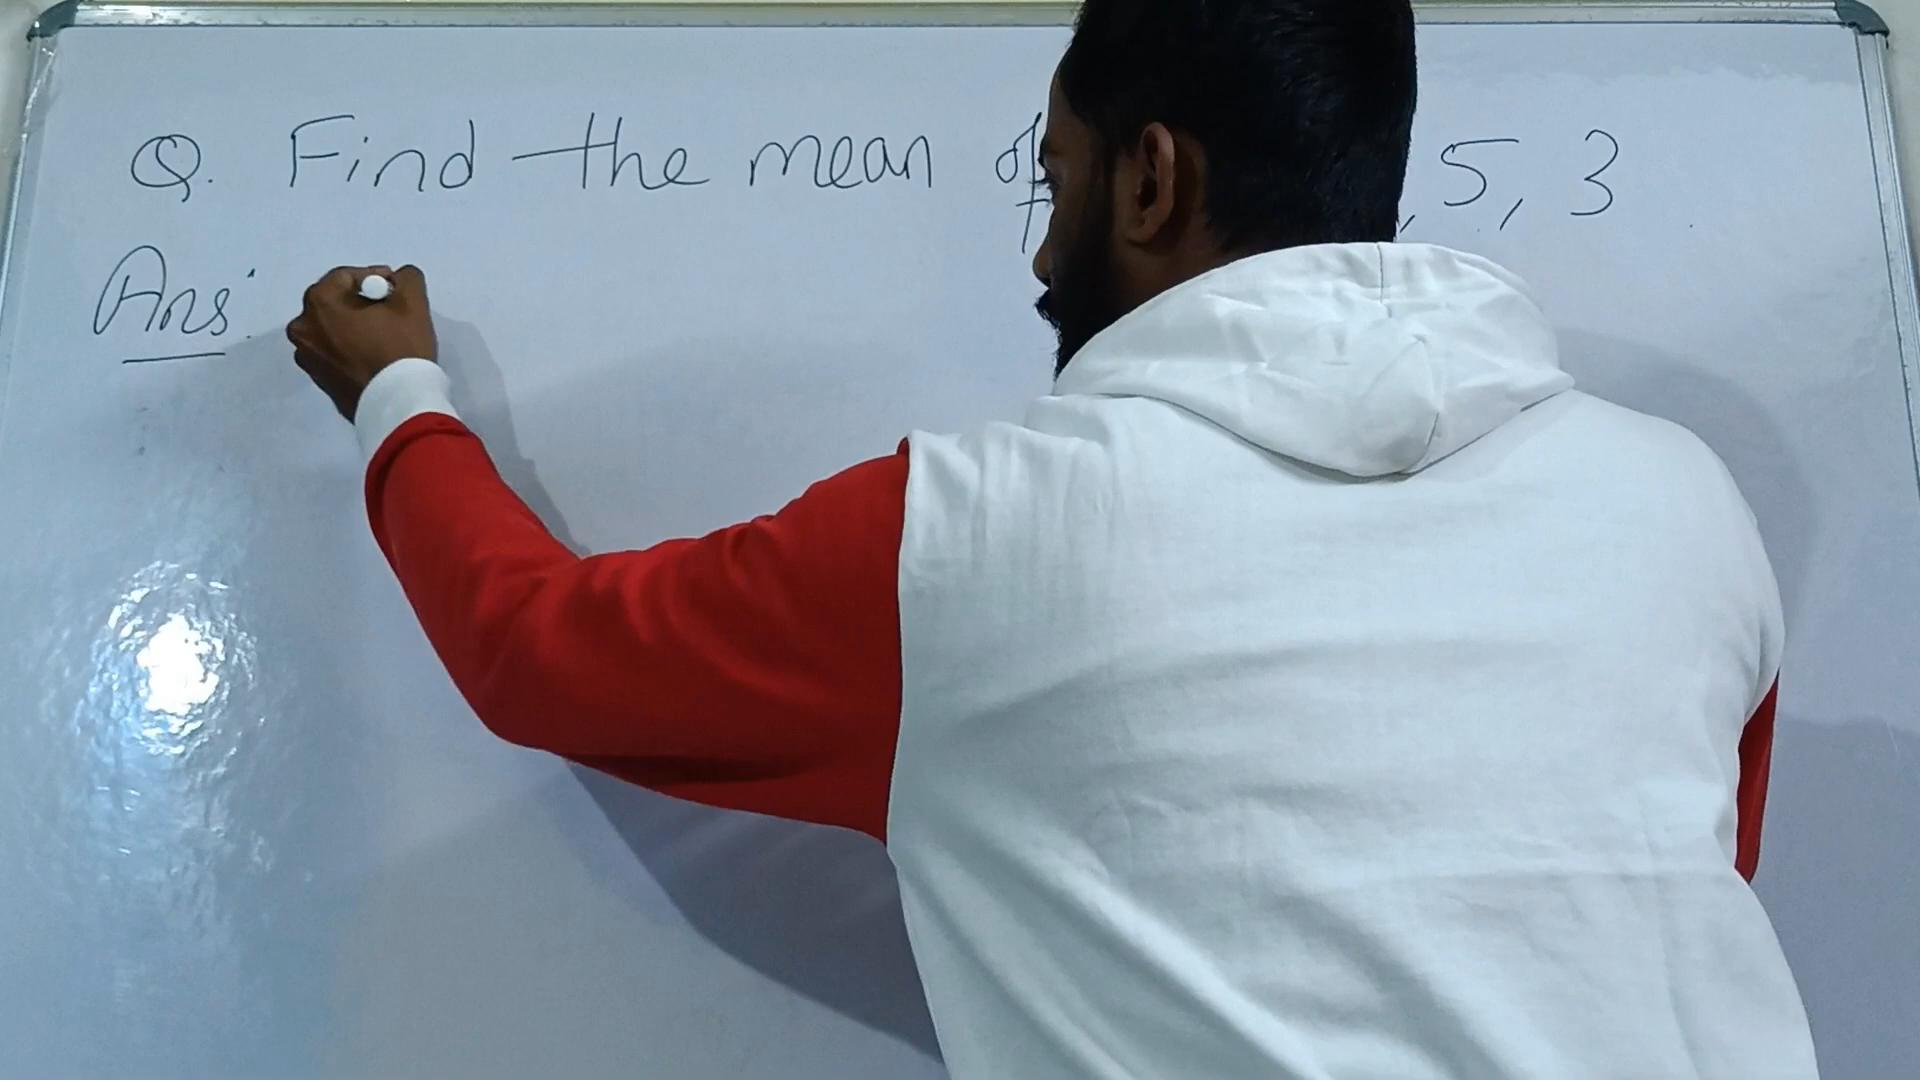 Q. Find the mean of , 5, 3
Ans: